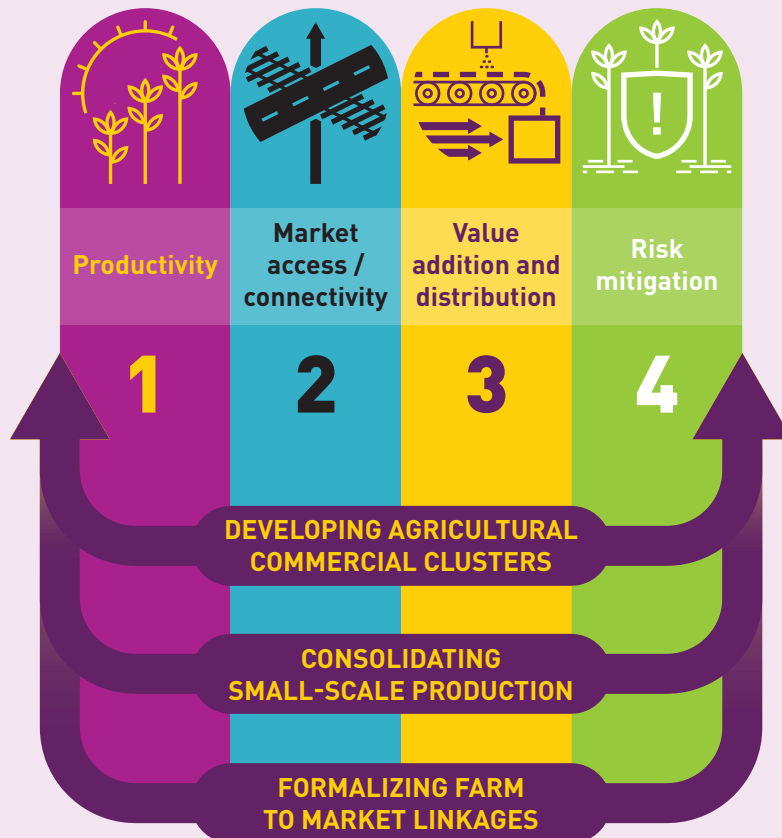 !
Productivity
Market
access /
connectivity
Value
addition and
distribution
Risk
mitigation
1
2
3
4
DEVELOPING AGRICULTURAL
COMMERCIAL CLUSTERS
CONSOLIDATING
SMALL-SCALE PRODUCTION
FORMALIZING FARM
TO MARKET LINKAGES